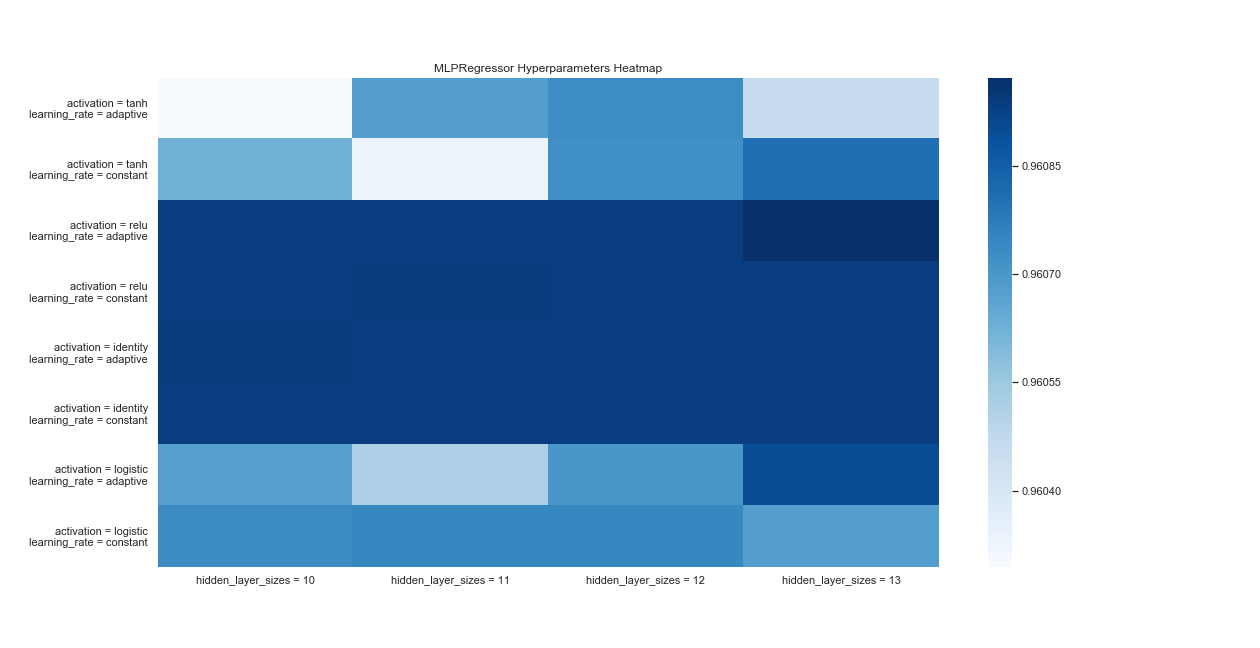 MLPRegressor Hyperparameters Heatmap
activation = tanh
learning_rate = adaptive
activation = tanh
learning_rate = constant
activation = relu
learning_rate = adaptive
activation = relu
learning_rate = constant
activation = identity
learning_rate = adaptive
activation = identity
learning_rate = constant
activation = logistic
learning_rate = adaptive
activation = logistic
learning_rate = constant
hidden_layer_sizes = 10
hidden_layer_sizes = 11
hidden_layer_sizes = 12
hidden_layer_sizes = 13
0.96085
0.96070
0.96055
0.96040